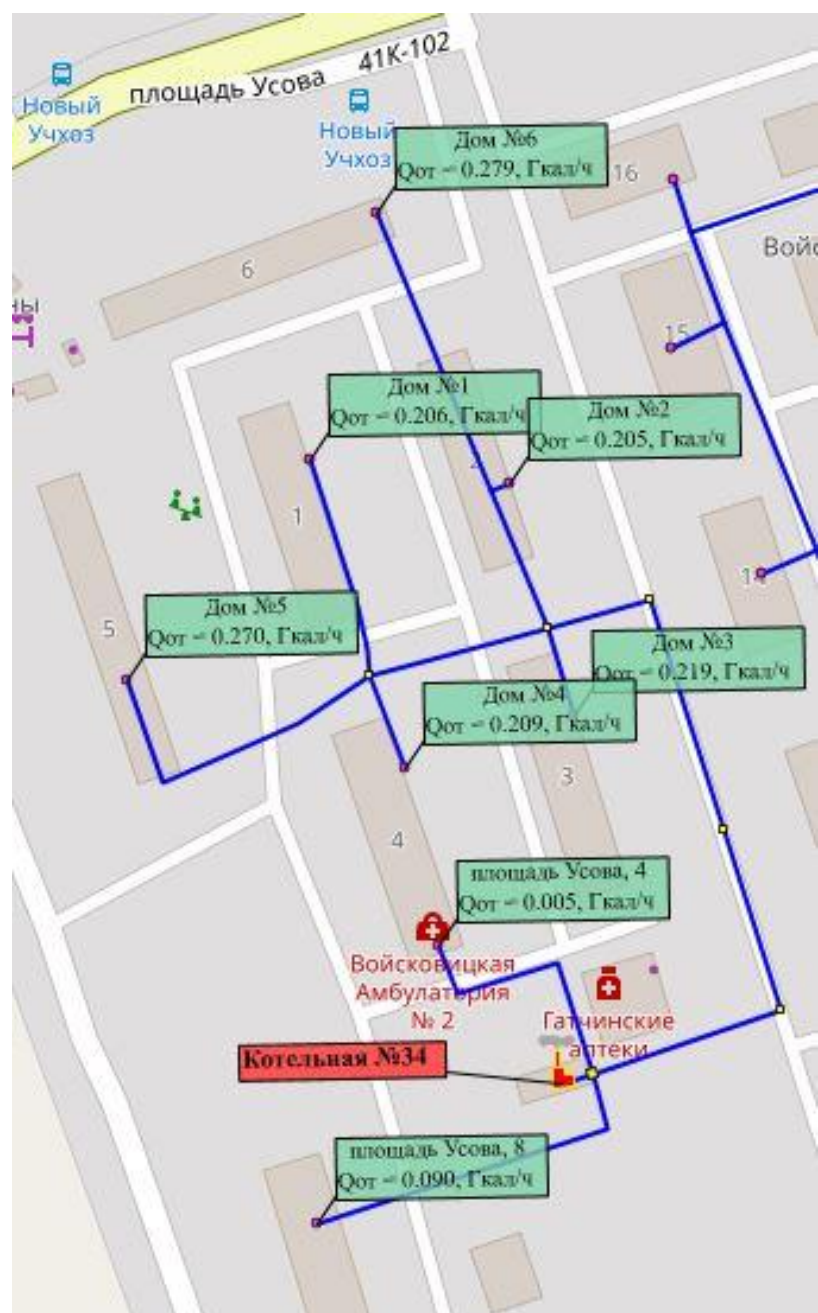 41К-102
площадь Усова
Новый
Учхоз
Новый
Учхоз
Дом №6
Qот = 0.279, Гкал/ч
16
Войс
6
ны
15
Дом №1
Qот = 0.206, Гкал/ч
Дом №2
Qот = 0.205, Гкал/ч
2
1
14
Дом №5
Qот = 0.270, Гкал/ч
5
Дом №3
Qот = 0.219, Гкал/ч
Дом №4
Qот = 0.209, Гкал/ч
3
4
площадь Усова, 4
Qот = 0.005, Гкал/ч
Войсковицкая
Амбулатория
№ 2
Гатчинские
аптеки
Котельная №34
площадь Усова, 8
Qот = 0.090, Гкал/ч